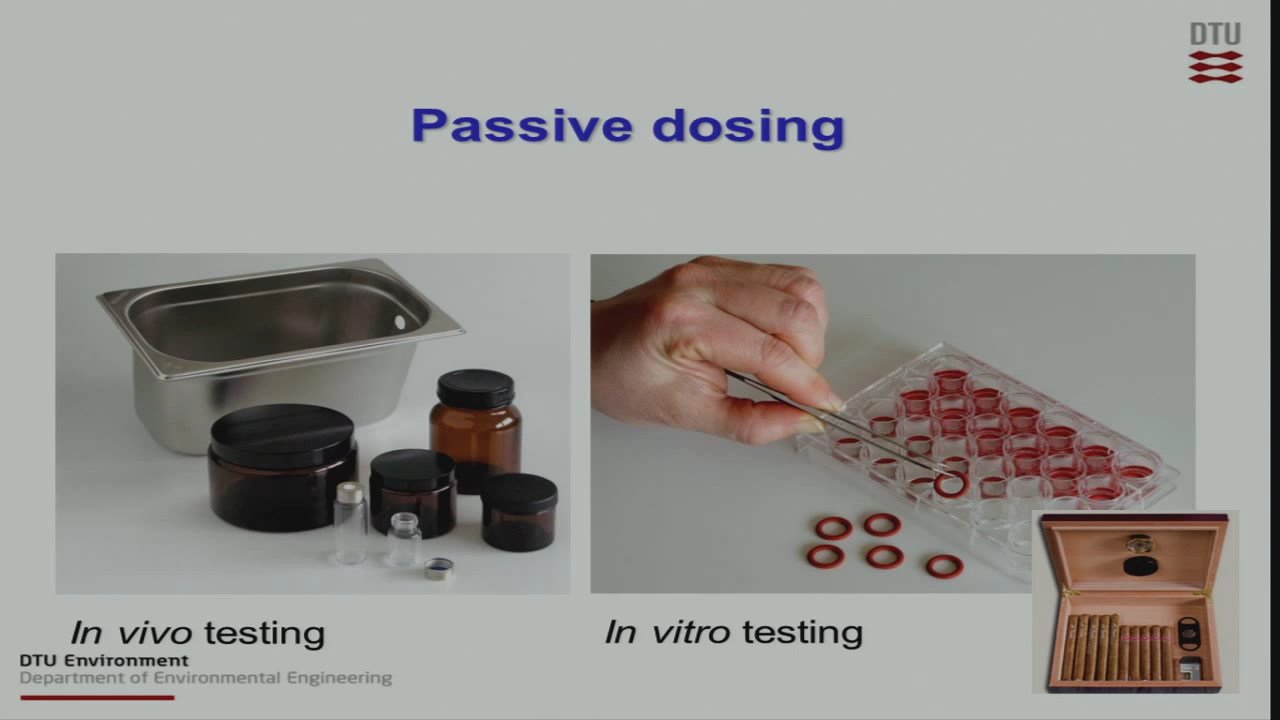 DTU
Passive dosing
In vivo testing
In vitro testing
DTU Environment
Department of Environmental Engineering